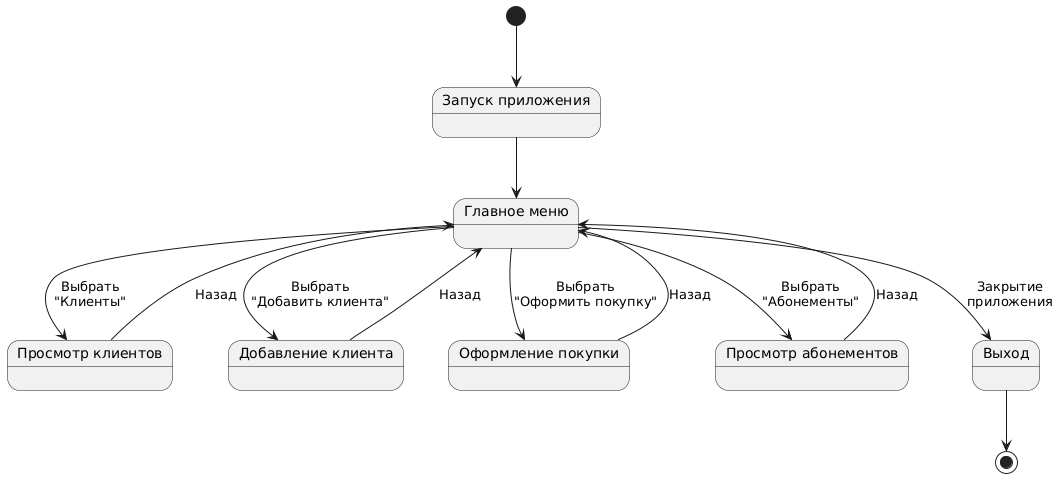 Запуск приложения
Главное меню
Выбрать
"Клиенты"
Назад
Выбрать
"Добавить клиента"
Назад
Выбрать
"Оформить покупку"
Назад
Выбрать
"Абонементы"
Назад
Закрытие
приложения
Просмотр клиентов
Добавление клиента
Оформление покупки
Просмотр абонементов
Выход